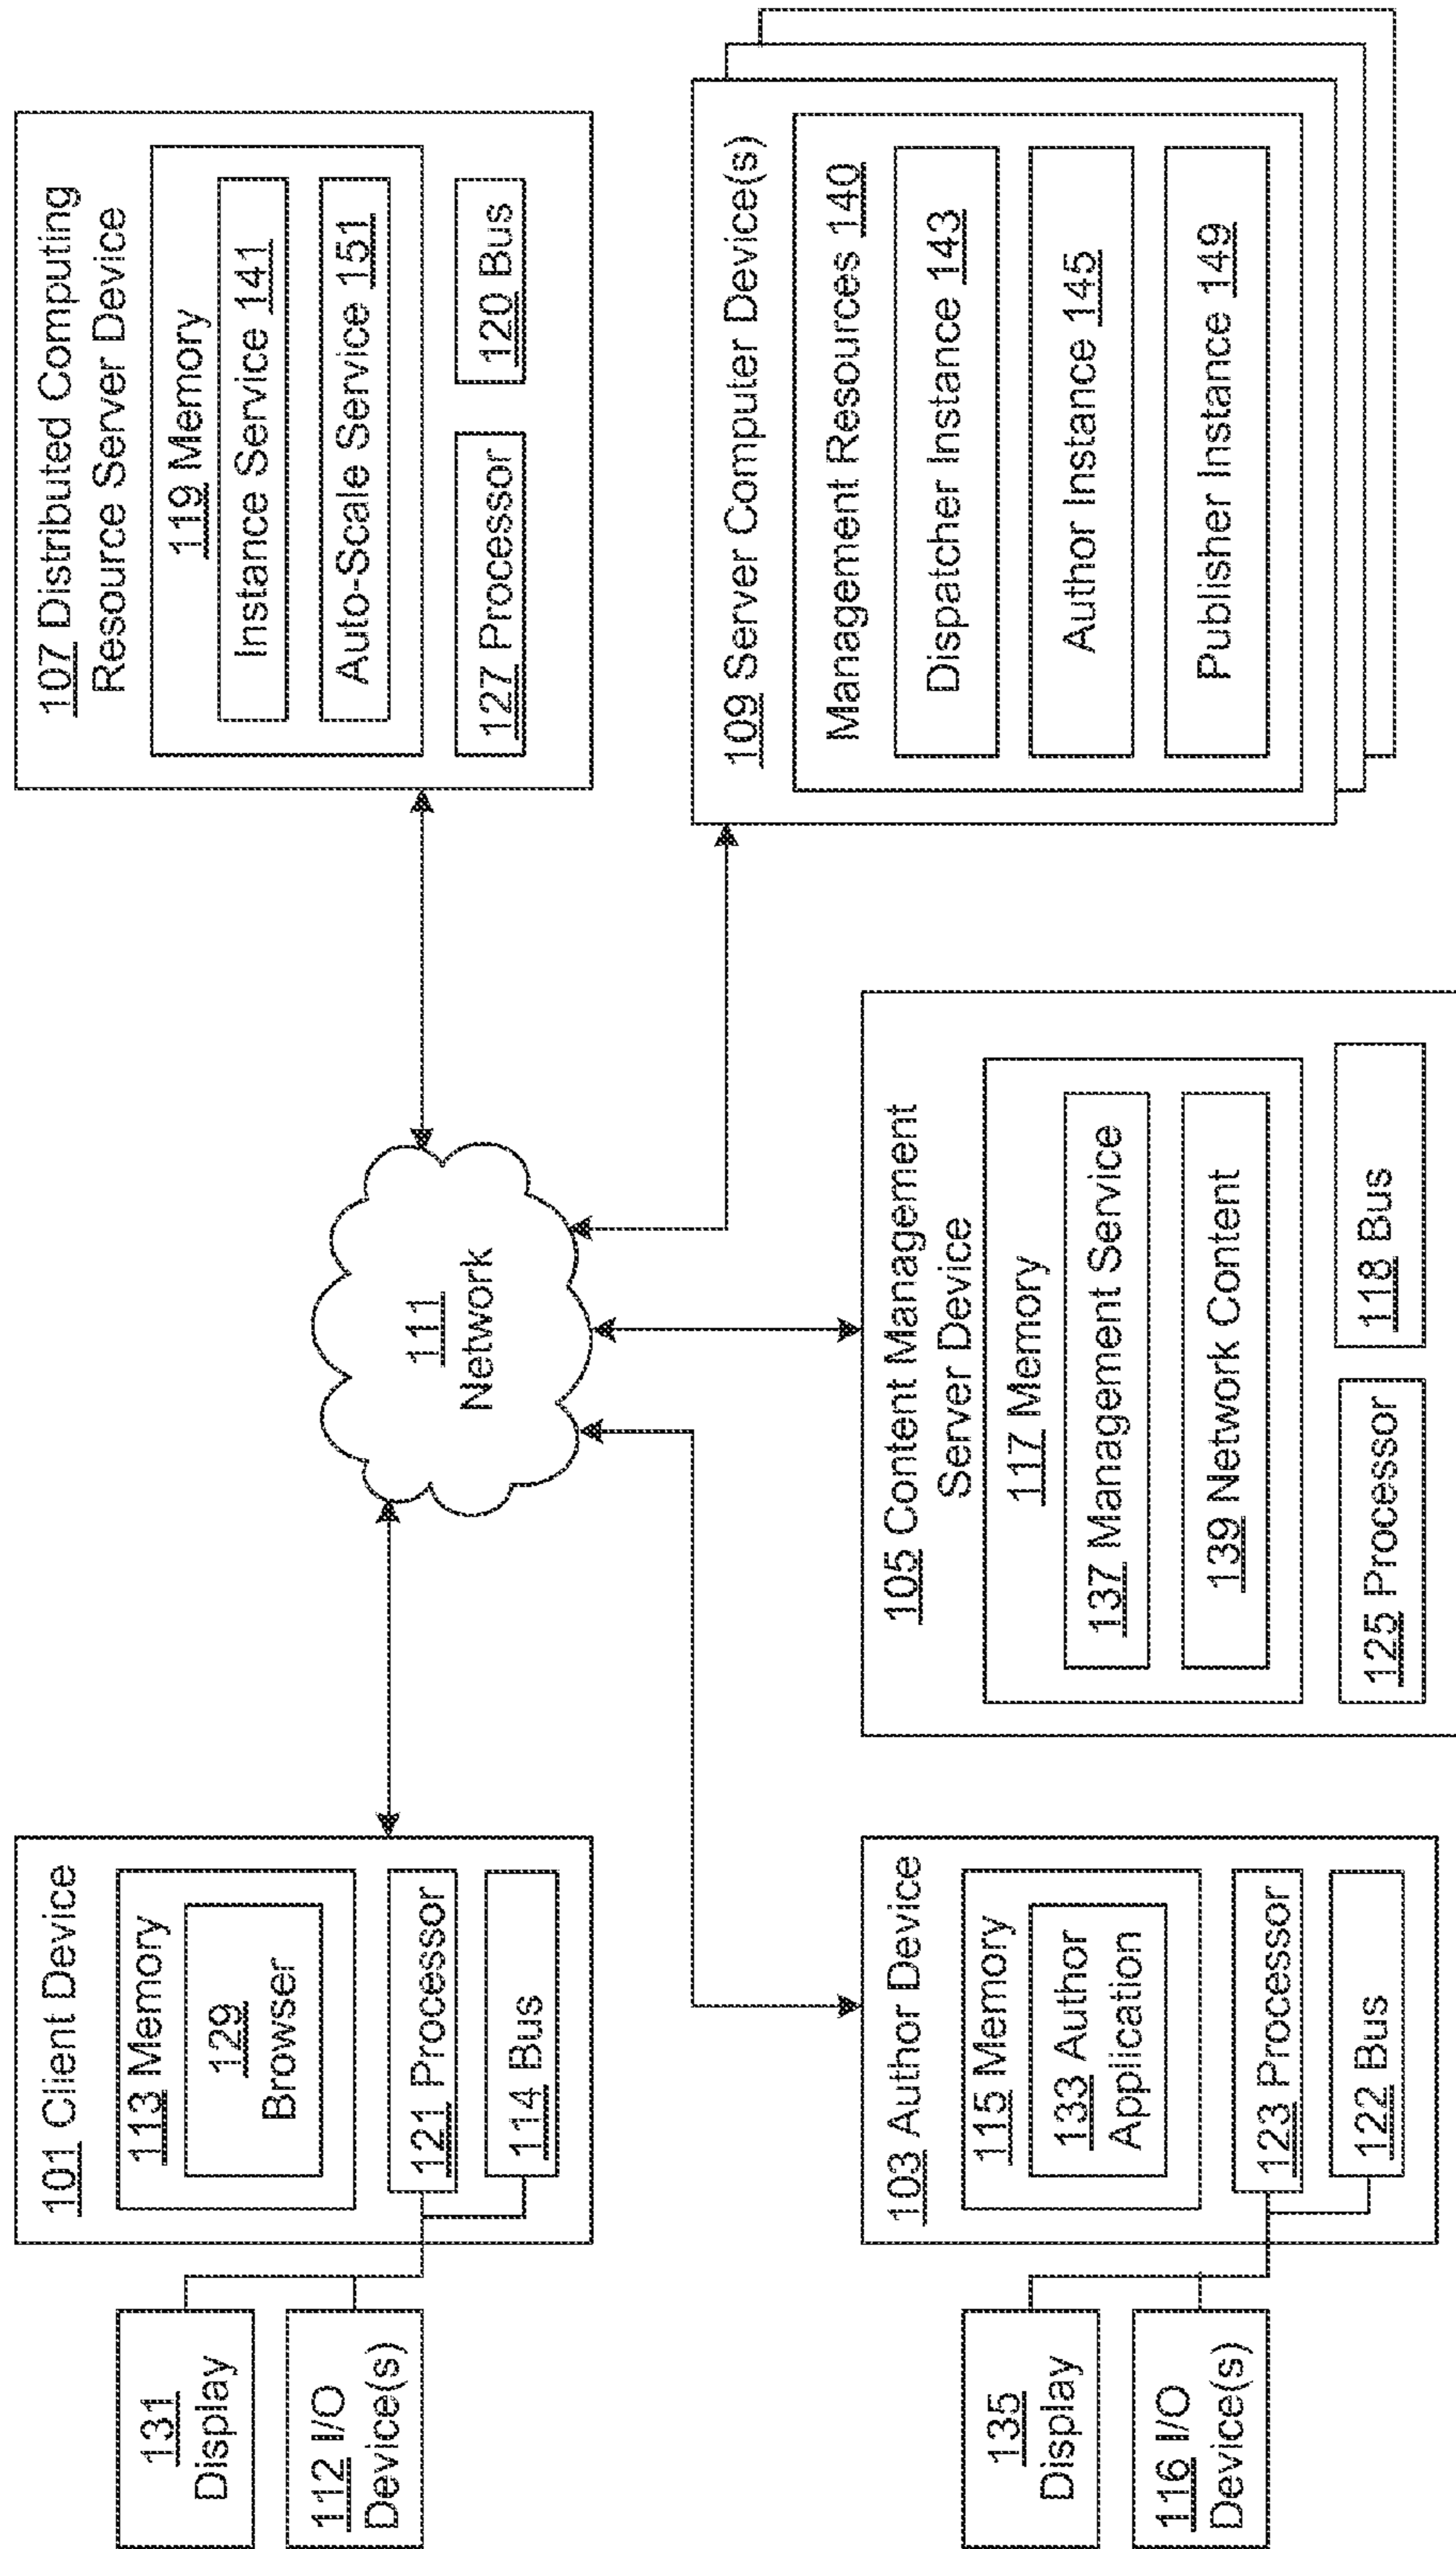 131
Display
112 I/O
Device(s)
101 Client Device
113 Memory
129
Browser
121 Processor
114 Bus
111
Network
107 Distributed Computing
Resource Server Device
119 Memory
Instance Service 141
Auto-Scale Service 151
127 Processor
120 Bus
135
Display
116 I/O
Device(s)
103 Author Device
115 Memory
133 Author
Application
123 Processor
122 Bus
105 Content Management
Server Device
117 Memory
137 Management Service
139 Network Content
125 Processor
118 Bus
109 Server Computer Device(s)
Management Resources 140
Dispatcher Instance 143
Author Instance 145
Publisher Instance 149